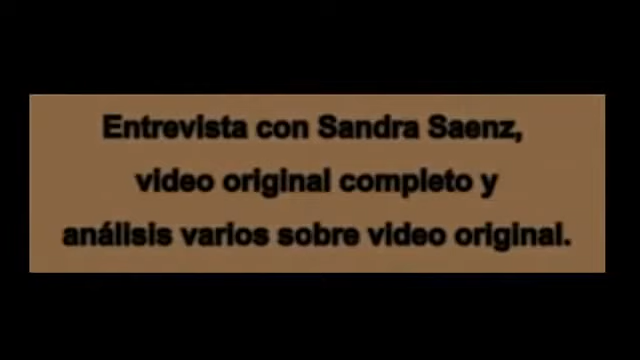 Entrevista con Sandra Saenz,
video original completo y
análisis varios sobre video original.